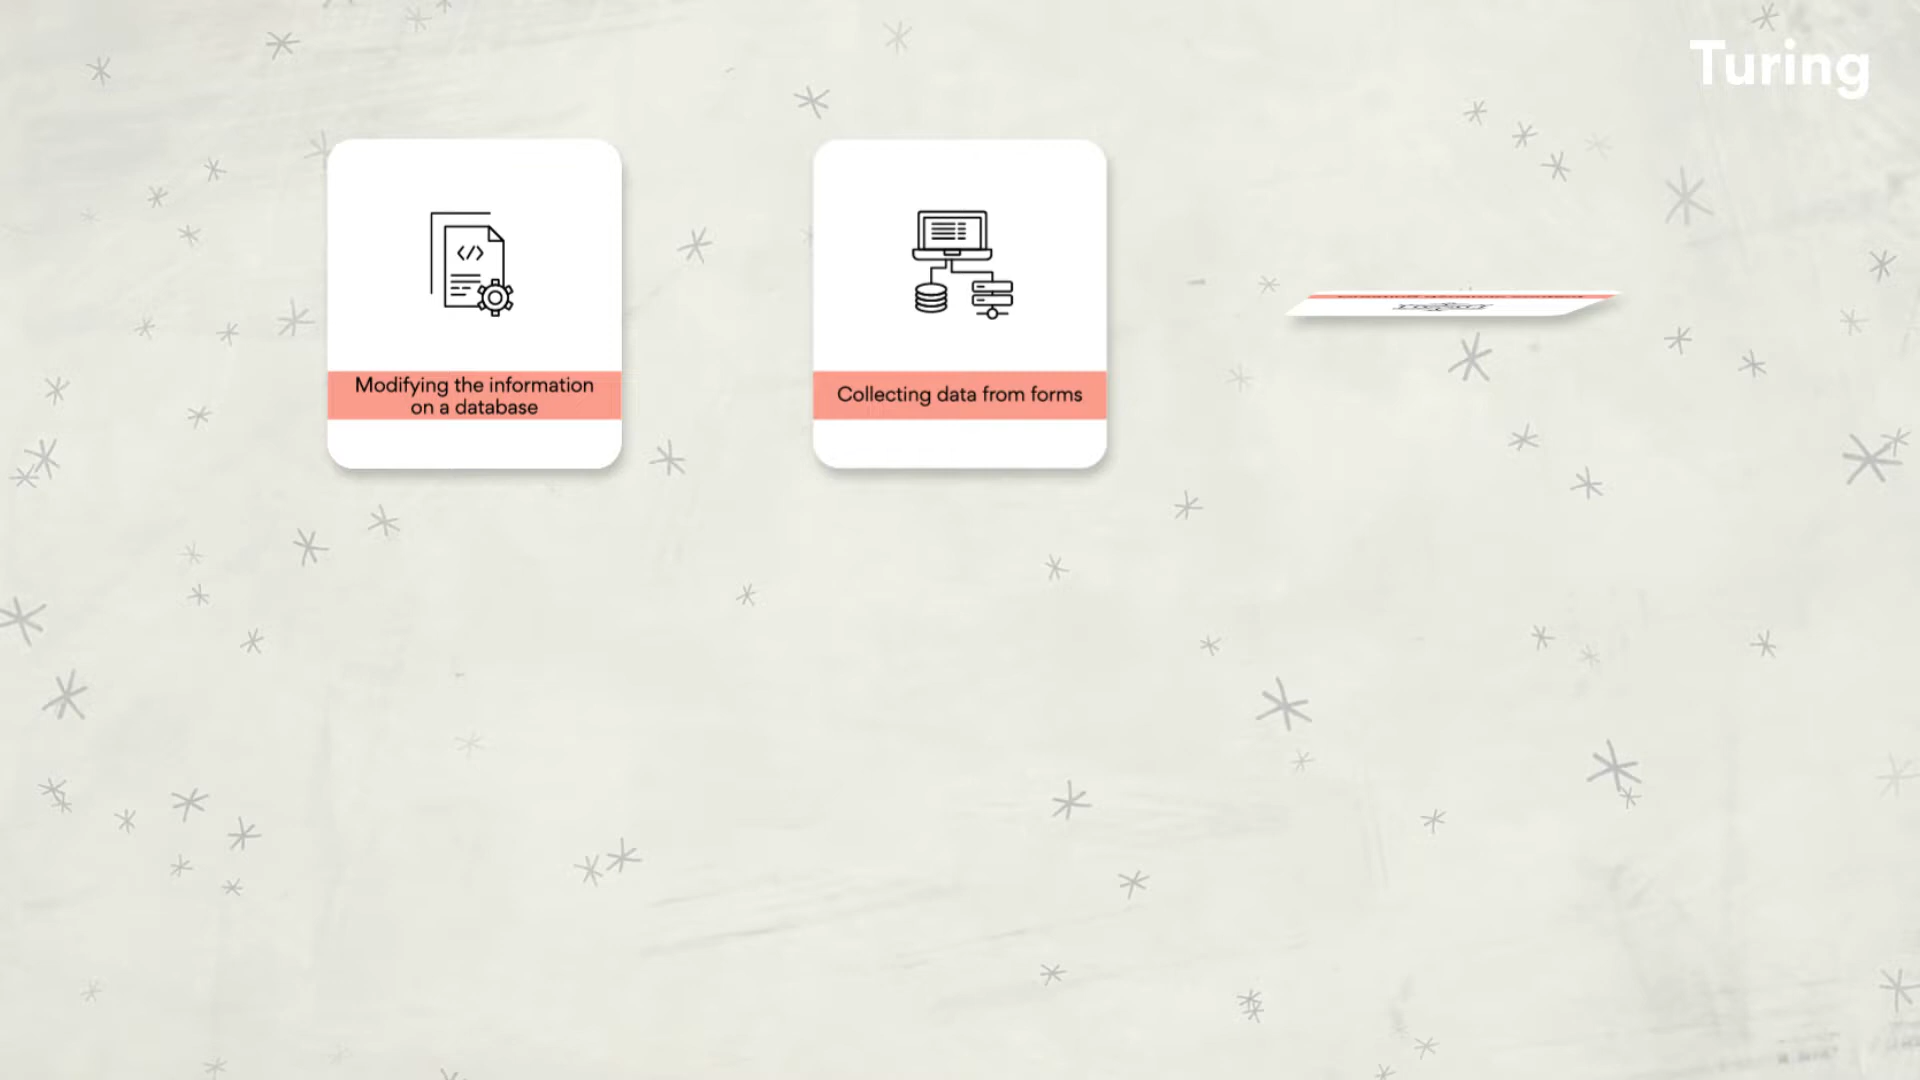 Turing
Modifying the information
on a database
Collecting data from forms